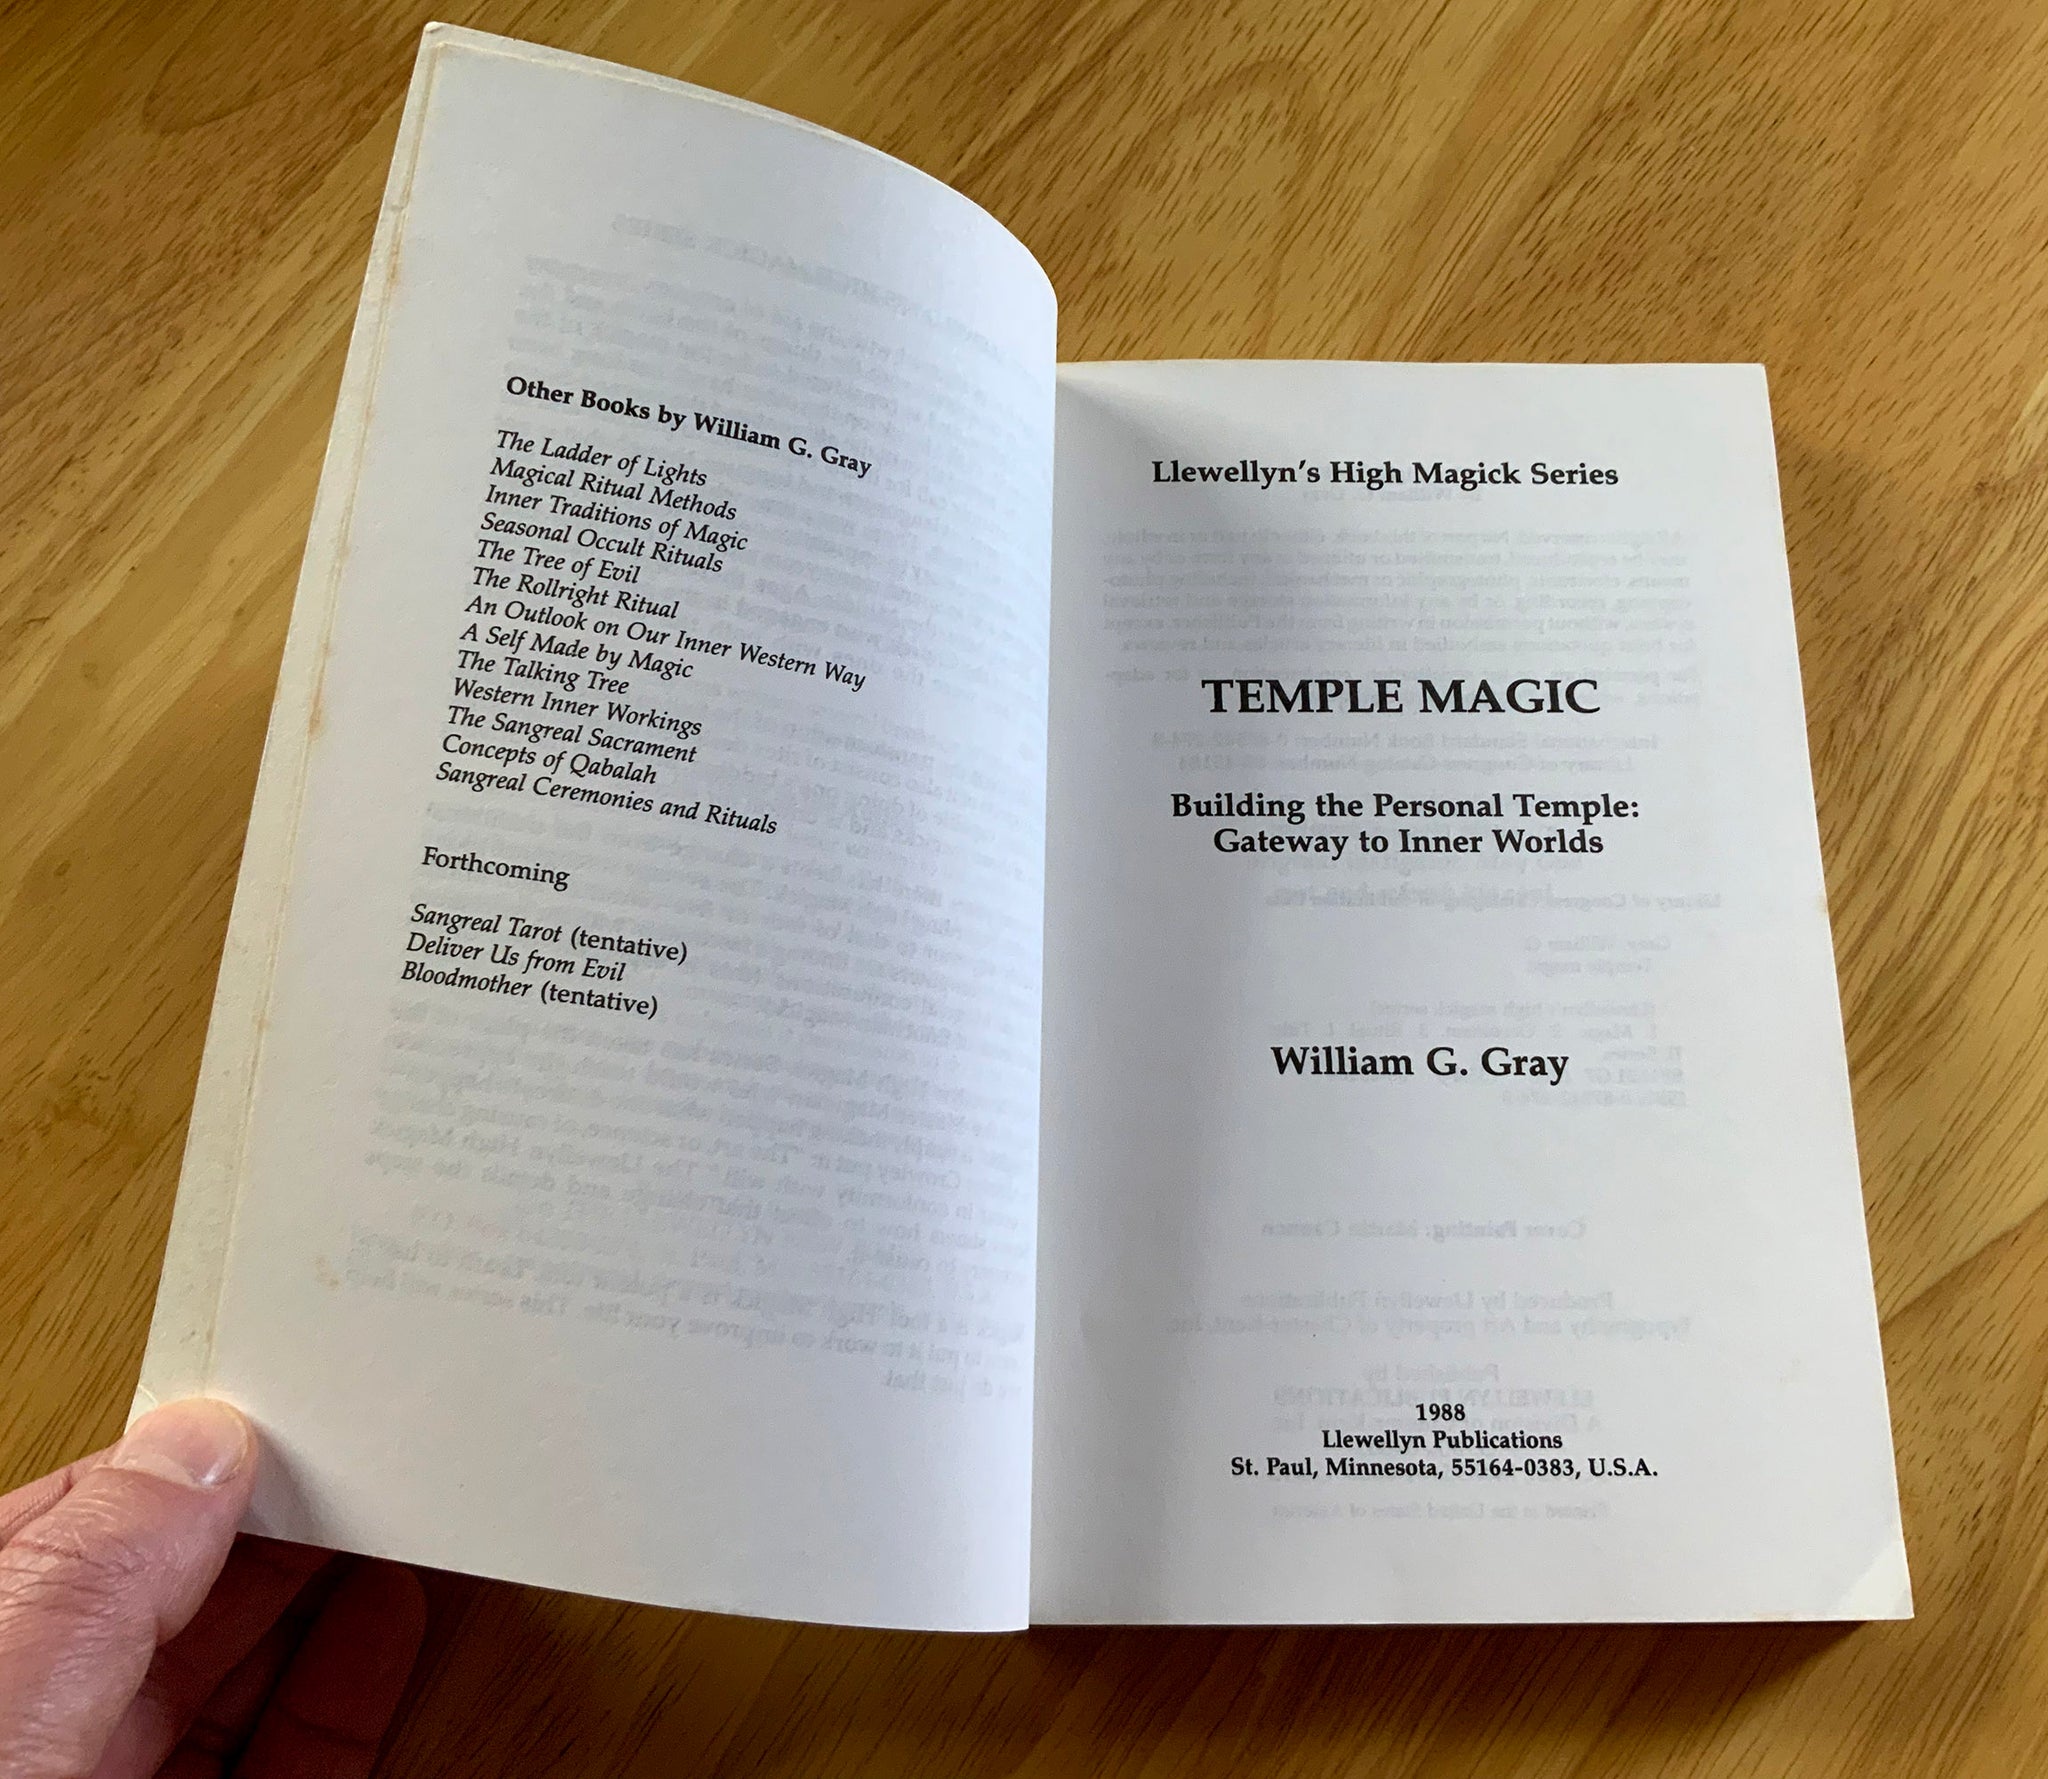 Other Books by William G. Gray
The Ladder of Lights
Magical Ritual Methods
Inner Traditions of Magic
Seasonal Occult Rituals
The Tree of Evil
The Rollright Ritual
An Outlook on Our Inner Western Way
A Self Made by Magic
The Talking Tree
Western Inner Workings
The Sangreal Sacrament
Concepts of Qabalah
Sangreal Ceremonies and Rituals
Forthcoming
Sangreal Tarot (tentative)
Deliver Us from Evil
Bloodmother (tentative)
Llewellyn's High Magick Series
TEMPLE MAGIC
Building the Personal Temple:
Gateway to Inner Worlds
William G. Gray
1988
Llewellyn Publications
St. Paul, Minnesota, 55164-0383, U.S.A.